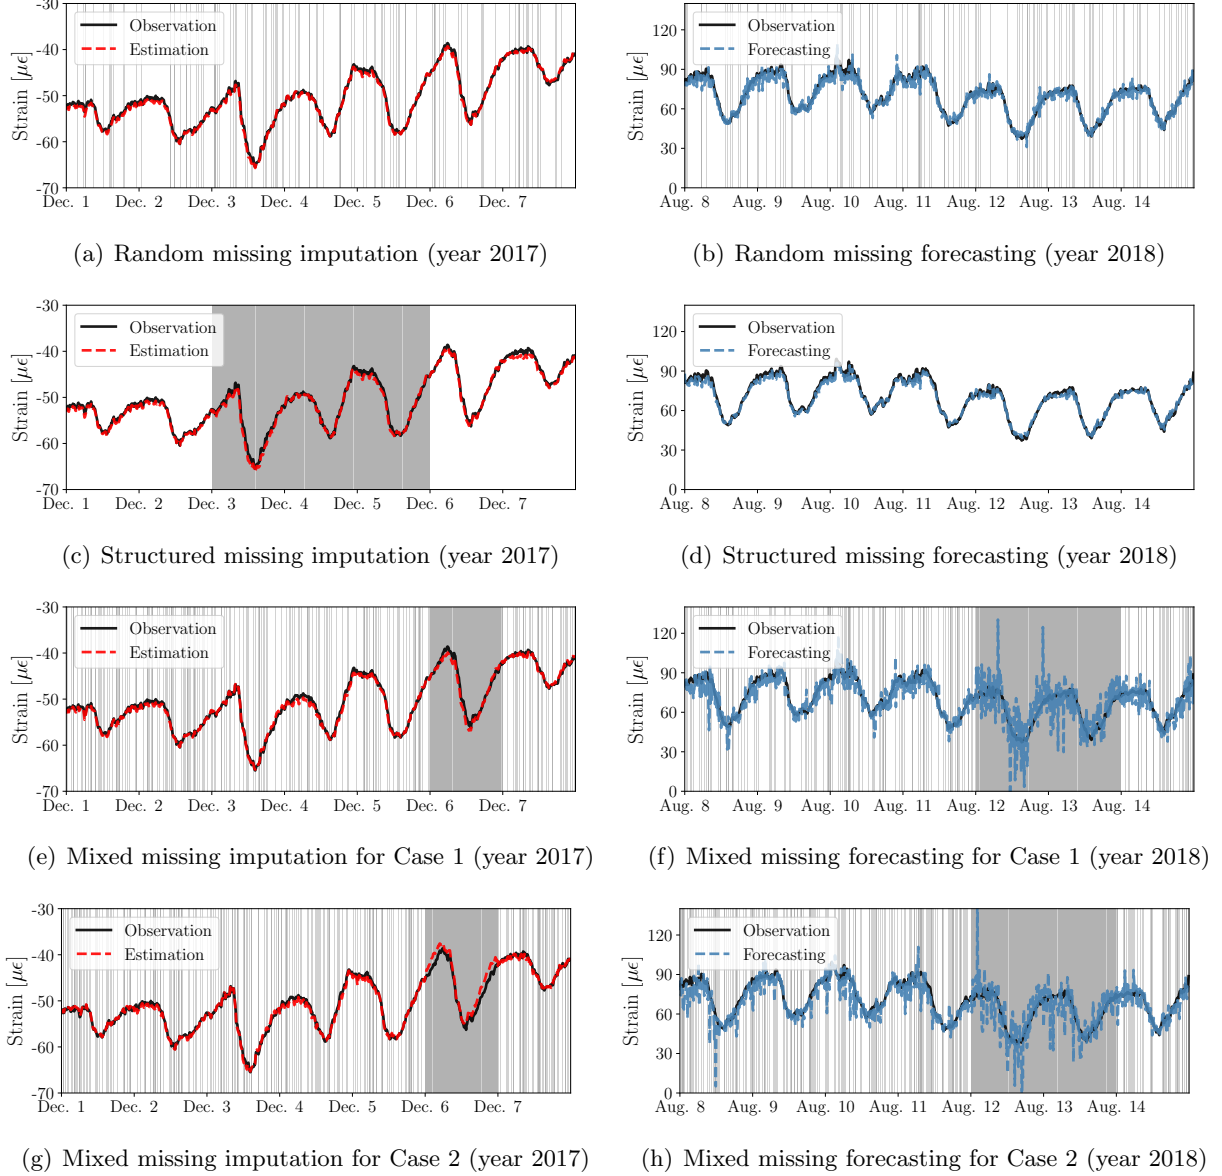 -30
-40
-50
-60
-70
Strain [με]
Observation
Estimation
Dec. 1 Dec. 2 Dec. 3 Dec. 4 Dec. 5 Dec. 6 Dec. 7
(a) Random missing imputation (year 2017)
120
90
60
30
0
Strain [με]
Observation
Forecasting
Aug. 8 Aug. 9 Aug. 10 Aug. 11 Aug. 12 Aug. 13 Aug. 14
(b) Random missing forecasting (year 2018)
-30
-40
-50
-60
-70
Strain [με]
Observation
Estimation
Dec. 1 Dec. 2 Dec. 3 Dec. 4 Dec. 5 Dec. 6 Dec. 7
(c) Structured missing imputation (year 2017)
120
90
60
30
0
Strain [με]
Observation
Forecasting
Aug. 8 Aug. 9 Aug. 10 Aug. 11 Aug. 12 Aug. 13 Aug. 14
(d) Structured missing forecasting (year 2018)
-30
-40
-50
-60
-70
Strain [με]
Observation
Estimation
Dec. 1 Dec. 2 Dec. 3 Dec. 4 Dec. 5 Dec. 6 Dec. 7
(e) Mixed missing imputation for Case 1 (year 2017)
120
90
60
30
0
Strain [με]
Observation
Forecasting
Aug. 8 Aug. 9 Aug. 10 Aug. 11 Aug. 12 Aug. 13 Aug. 14
(f) Mixed missing forecasting for Case 1 (year 2018)
-30
-40
-50
-60
-70
Strain [με]
Observation
Estimation
Dec. 1 Dec. 2 Dec. 3 Dec. 4 Dec. 5 Dec. 6 Dec. 7
(g) Mixed missing imputation for Case 2 (year 2017)
120
90
60
30
0
Strain [με]
Observation
Forecasting
Aug. 8 Aug. 9 Aug. 10 Aug. 11 Aug. 12 Aug. 13 Aug. 14
(h) Mixed missing forecasting for Case 2 (year 2018)